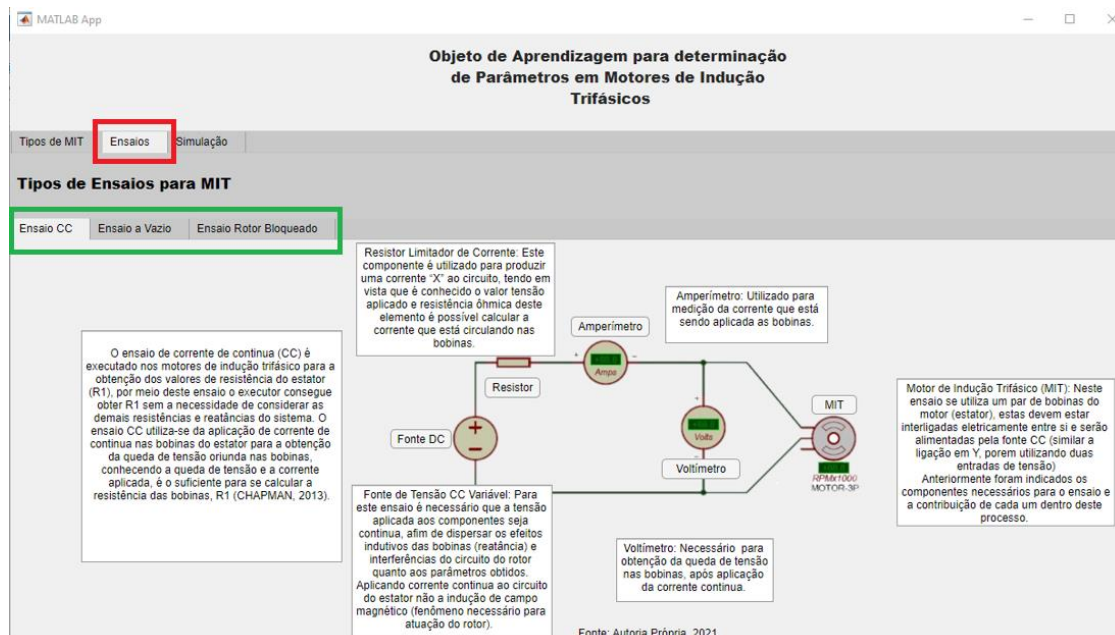 MATLAB App
Objeto de Aprendizagem para determinação
de Parâmetros em Motores de Indução
Trifásicos
Tipos de MIT
Ensaios
Simulação
Tipos de Ensaios para MIT
Ensaio CC
Ensaio a Vazio
Ensaio Rotor Bloqueado
O ensaio de corrente de continua (CC) é
executado nos motores de indução trifásico para a
obtenção dos valores de resistência do estator
(R1), por meio deste ensaio o executor consegue
obter R1 sem a necessidade de considerar as
demais resistências e reatâncias do sistema. O
ensaio CC utiliza-se da aplicação de corrente de
continua nas bobinas do estator para a obtenção
da queda de tensão oriunda nas bobinas,
conhecendo a queda de tensão e a corrente
aplicada, é o suficiente para se calcular a
resistência das bobinas, R1 (CHAPMAN, 2013).
Resistor Limitador de Corrente: Este
componente é utilizado para produzir
uma corrente "X" ao circuito, tendo em
vista que é conhecido o valor tensão
aplicado e resistência ôhmica deste
elemento é possível calcular a
corrente que está circulando nas
bobinas.
Amperímetro: Utilizado para
medição da corrente que está
sendo aplicada as bobinas.
Amperímetro
+ −
Amps
Resistor
Fonte DC
+
−
+
Volts
−
Voltímetro
MIT
RPMx1000
MOTOR-3P
Motor de Indução Trifásico (MIT): Neste
ensaio se utiliza um par de bobinas do
motor (estator), estas devem estar
interligadas eletricamente entre si e serão
alimentadas pela fonte CC (similar a
ligação em Y, porem utilizando duas
entradas de tensão)
Anteriormente foram indicados os
componentes necessários para o ensaio e
a contribuição de cada um dentro deste
processo.
Fonte de Tensão CC Variável: Para
este ensaio é necessário que a tensão
aplicada aos componentes seja
continua, afim de dispersar os efeitos
indutivos das bobinas (reatância) e
interferências do circuito do rotor
quanto aos parâmetros obtidos.
Aplicando corrente continua ao circuito
do estator não a indução de campo
magnético (fenômeno necessário para
atuação do rotor).
Voltímetro: Necessário para
obtenção da queda de tensão
nas bobinas, após aplicação
da corrente continua.
Fonte: Autoria Própria, 2021